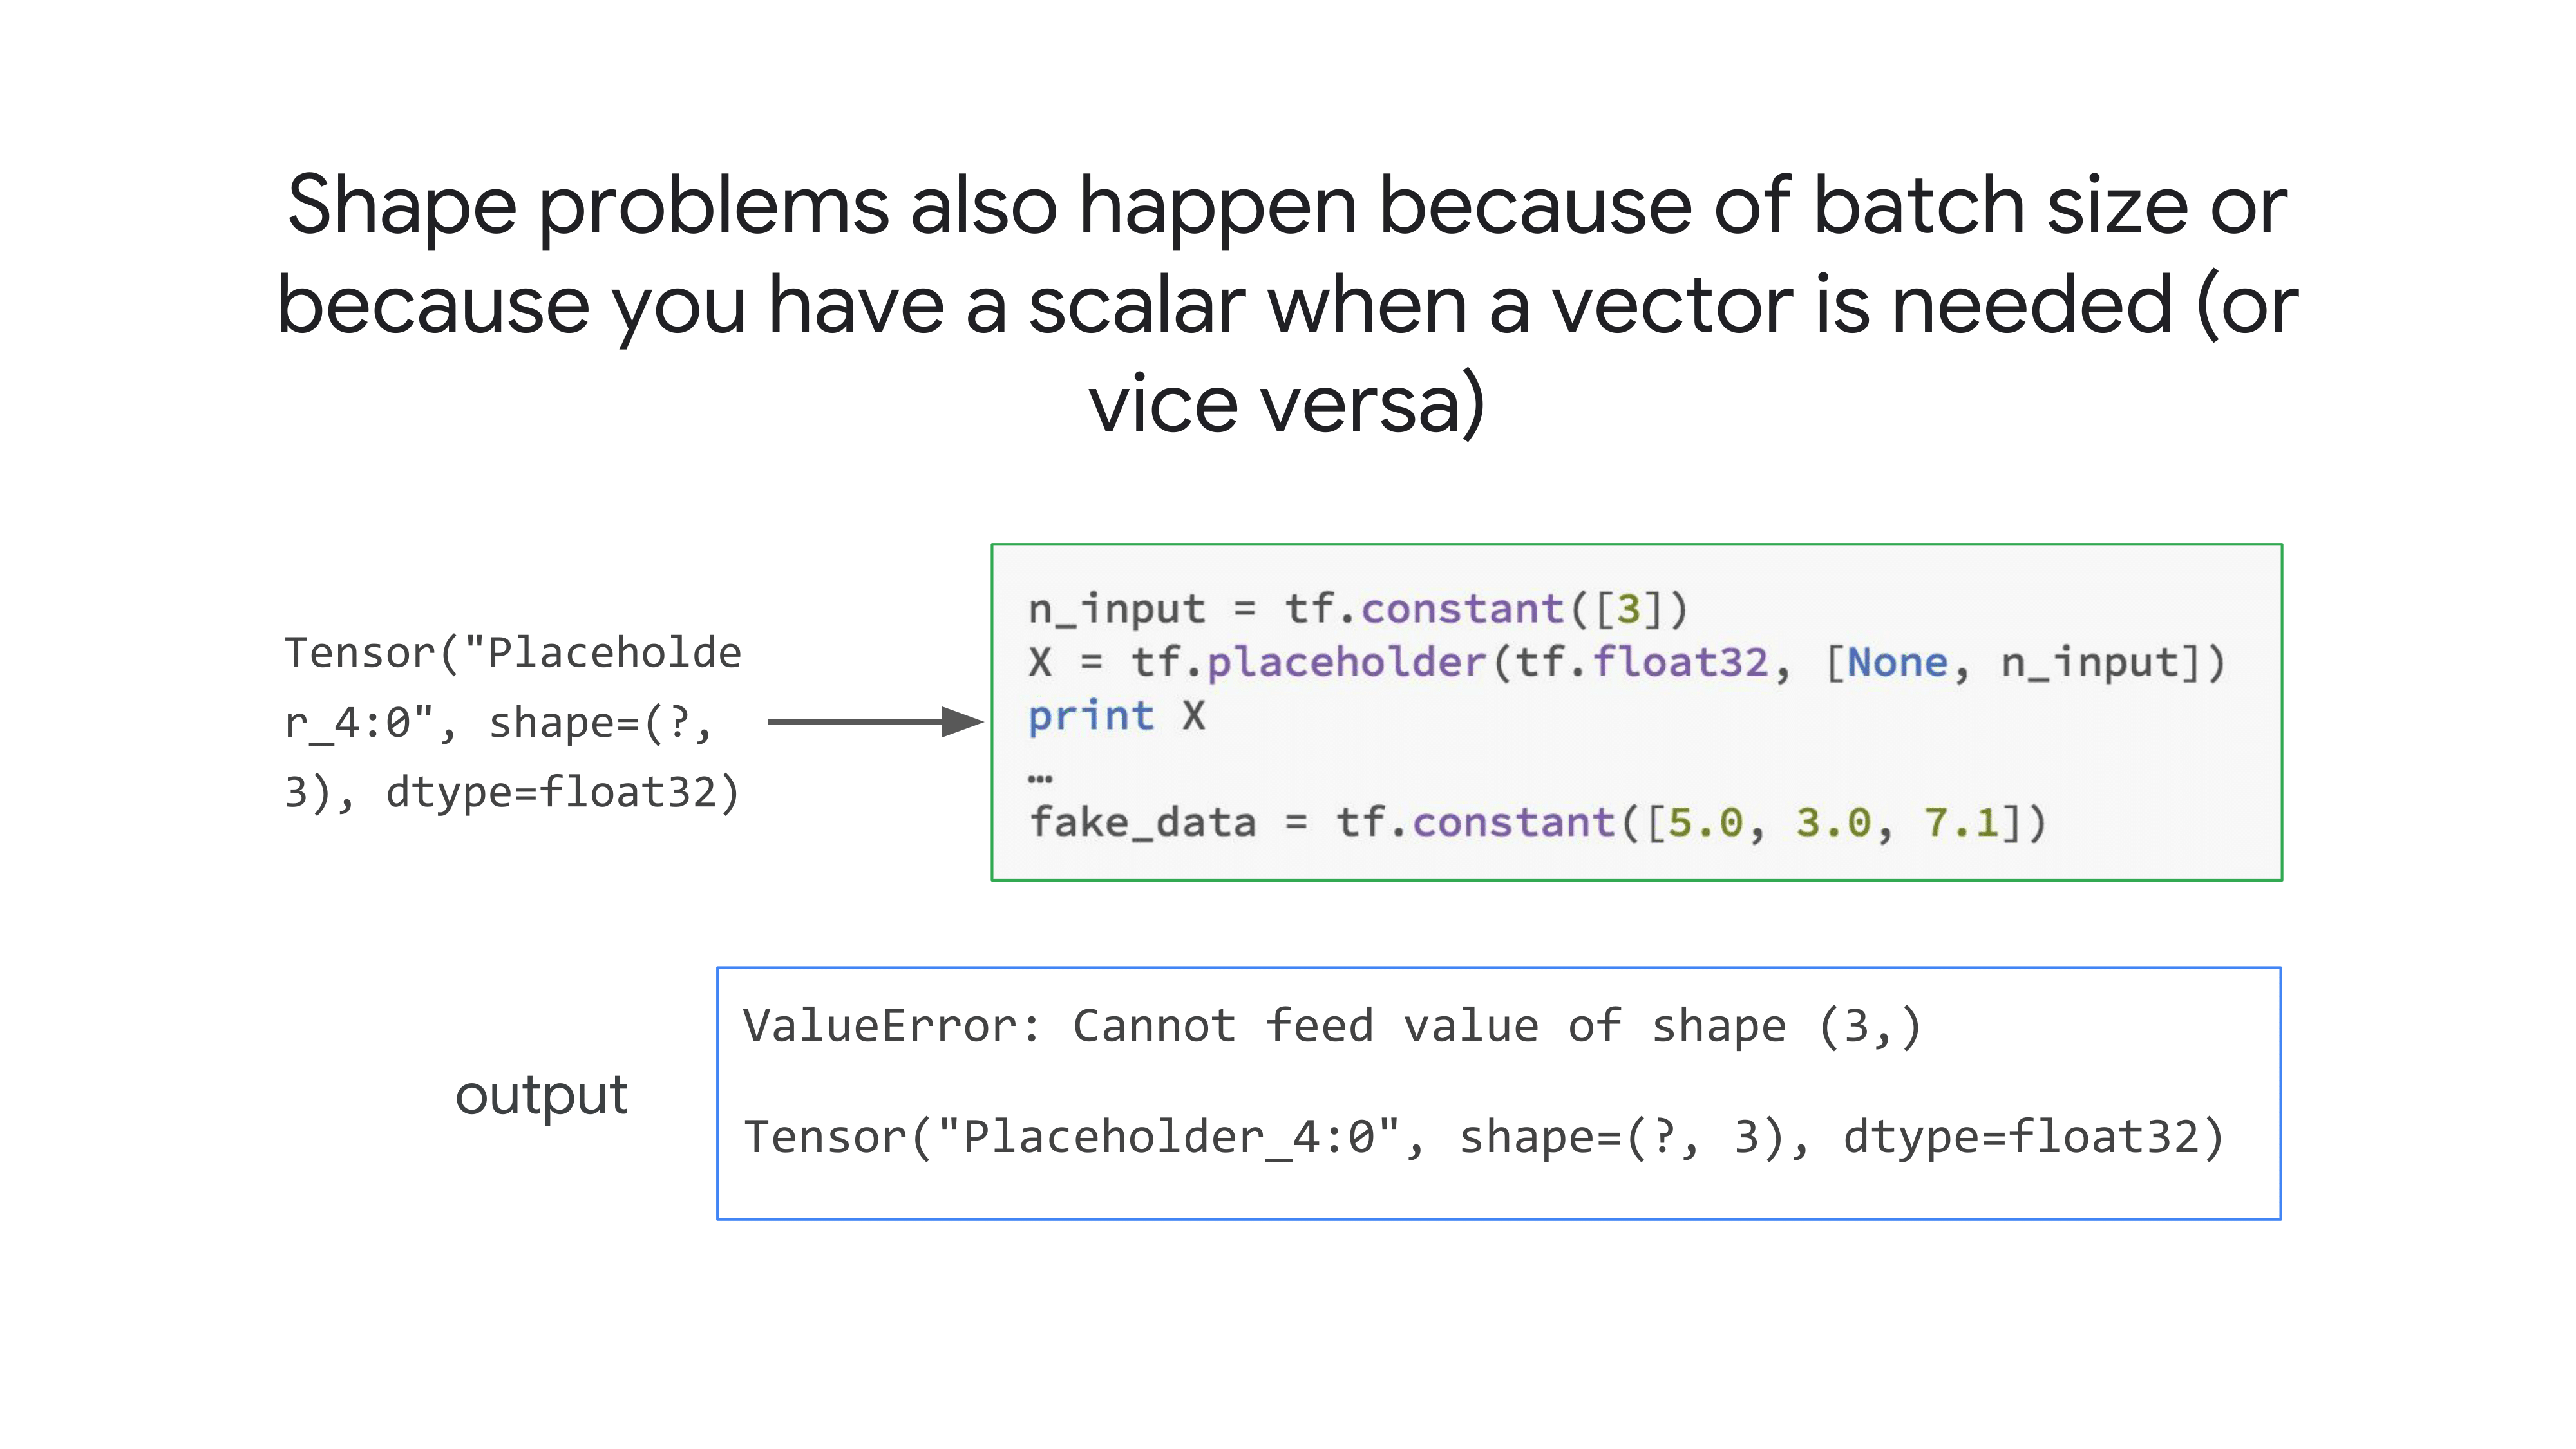 Shape problems also happen because of batch size or
because you have a scalar when a vector is needed (or
vice versa)
Tensor("Placeholde
r_4:0", shape=(?,
3), dtype=float32)
n_input = tf.constant([3])
X = tf.placeholder(tf.float32, [None, n_input])
print X
…
fake_data = tf.constant([5.0, 3.0, 7.1])
output
ValueError: Cannot feed value of shape (3,)
Tensor("Placeholder_4:0", shape=(?, 3), dtype=float32)